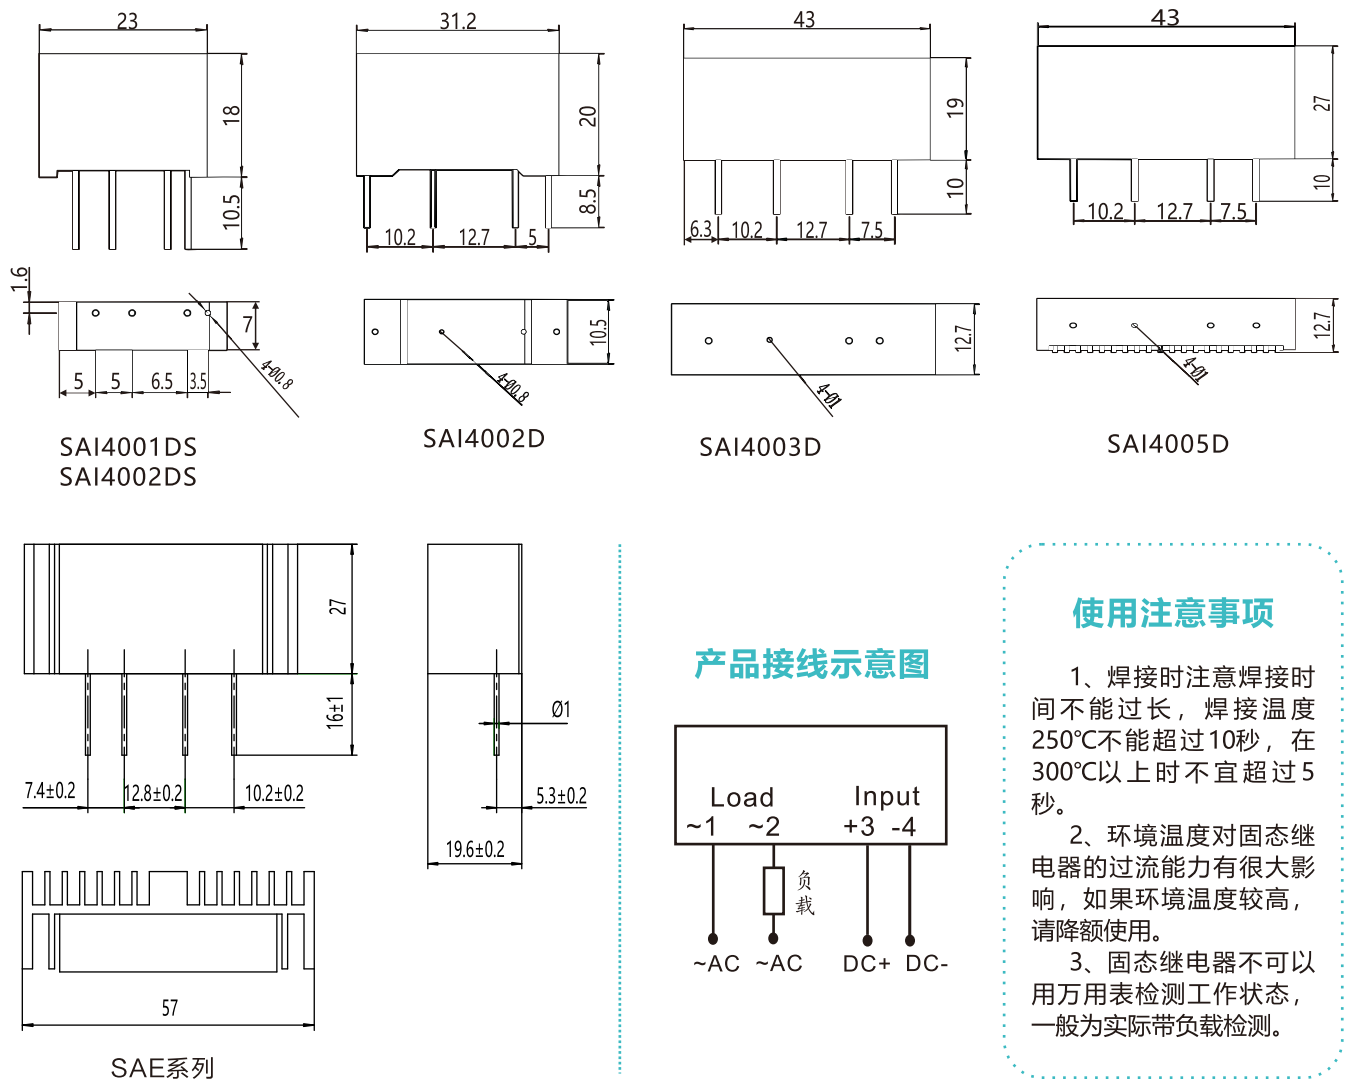 23
18
10.5
1.6
7
5
5
6.5
3.5
4-Ø0.8
SAI4001DS
SAI4002DS
31.2
20
8.5
10.2
12.7
5
10.5
4-Ø0.8
SAI4002D
43
19
10
6.3
10.2
12.7
7.5
12.7
4-Ø1
SAI4003D
43
27
10
10.2
12.7
7.5
12.7
4-Ø1
SAI4005D
27
16±1
7.4±0.2
12.8±0.2
10.2±0.2
Ø1
5.3±0.2
19.6±0.2
57
SAE系列
产品接线示意图
Load
Input
~1
~2
+3
-4
负
载
~AC
~AC
DC+
DC-
使用注意事项
1、焊接时注意焊接时
间不能过长，焊接温度
250℃不能超过10秒，在
300℃以上时不宜超过5
秒。
2、环境温度对固态继
电器的过流能力有很大影
响，如果环境温度较高，
请降额使用。
3、固态继电器不可以
用万用表检测工作状态，
一般为实际带负载检测。